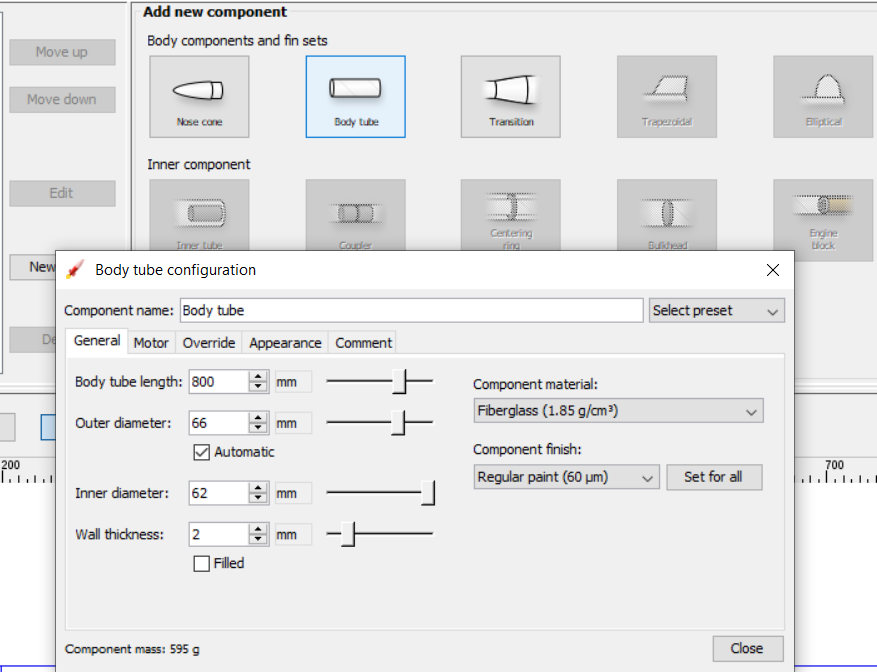 Add new component
Move up
Body components and fin sets
Move down
Nose cone
Body tube
Transition
Trapezoidal
Elliptical
Inner component
Edit
Inner tube
Coupler
Centering
ring
Bulkhead
Engine
block
New
Body tube configuration
Component name: Body tube Select preset
De
General Motor Override Appearance Comment
Body tube length: 800 mm
Component material:
Fiberglass (1.85 g/cm³)
Outer diameter: 66 mm
Automatic
Component finish:
Regular paint (60 µm) Set for all
200
700
Inner diameter: 62 mm
Wall thickness: 2 mm
Filled
Component mass: 595 g
Close